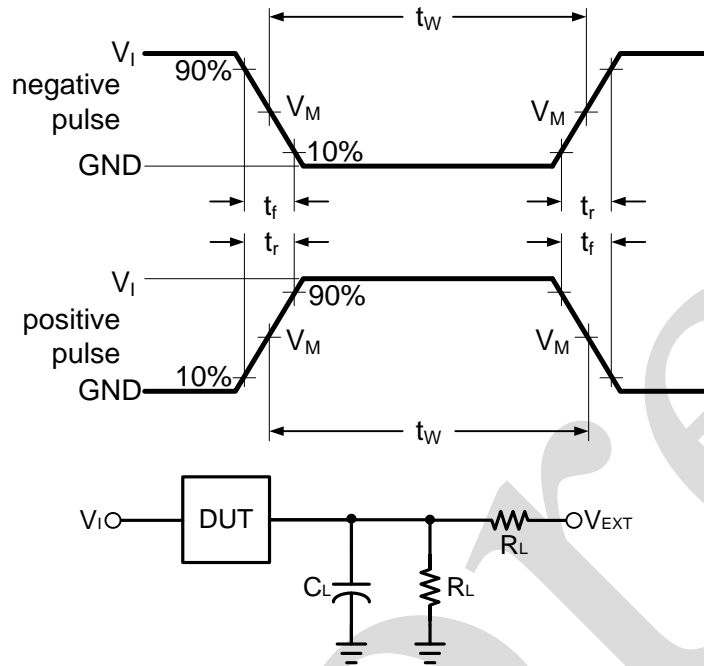 tW
VI
90%
negative
pulse
VM
VM
10%
GND
tf
tr
tr
tf
VI
90%
positive
pulse
VM
VM
10%
GND
tW
VI
DUT
VEXT
RL
CL
RL